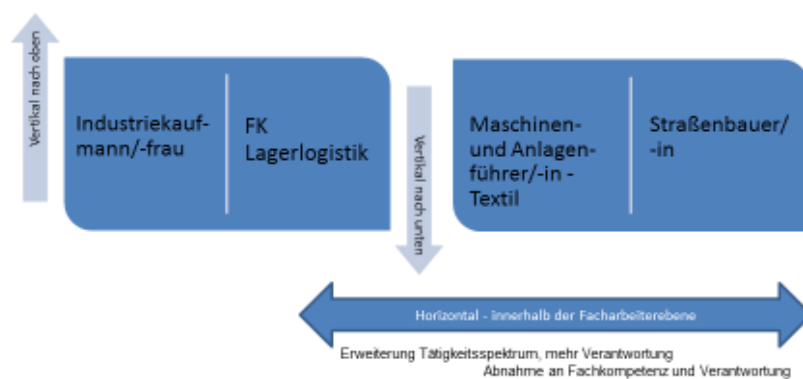 Vertikal nach oben
Industriekauf-
mann/-frau
FK
Lagerlogistik
Vertikal nach unten
Maschinen-
und Anlagen-
führer/-in -
Textil
Straßenbauer/
-in
Horizontal - innerhalb der Facharbeiterebene
Erweiterung Tätigkeitsspektrum, mehr Verantwortung
Abnahme an Fachkompetenz und Verantwortung